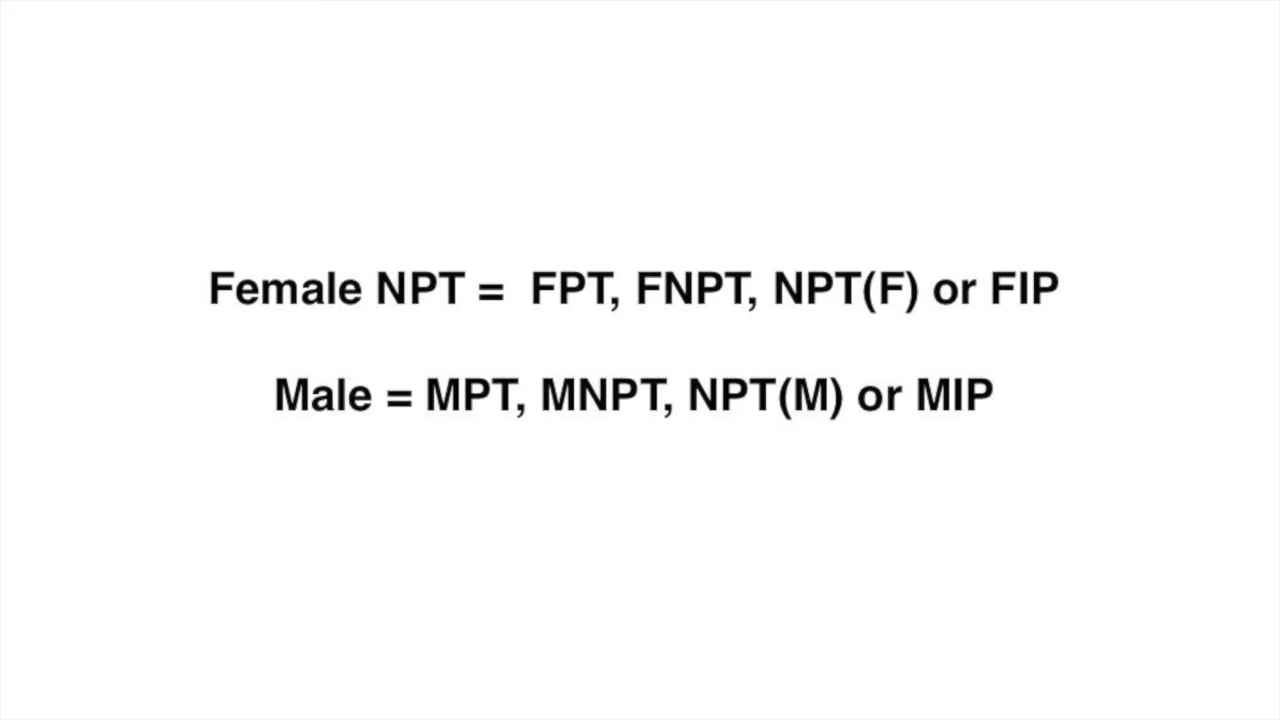 Female NPT = FPT, FNPT, NPT(F) or FIP
Male = MPT, MNPT, NPT(M) or MIP